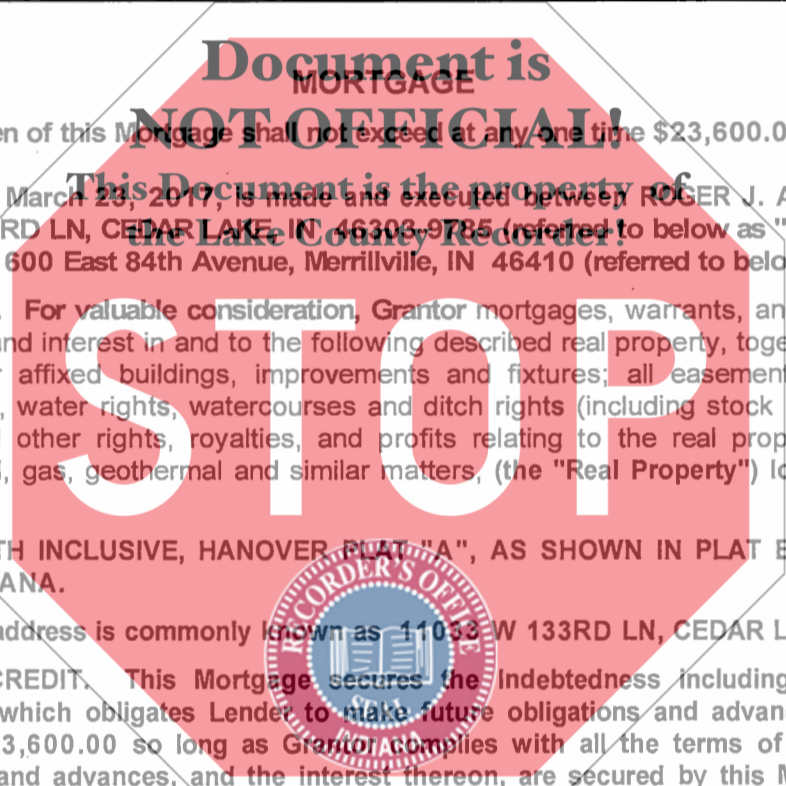 Document is
MORTGAGE
NOT OFFICIAL!
en of this Mortgage shall not exceed at any one time $23,600.0
This Document is the property of
March 23, 2017, is made and executed between ROGER J. A
the Lake County Recorder!
RD LN, CEDAR LAKE, IN 46303-9785 (referred to below as "
600 East 84th Avenue, Merrillville, IN 46410 (referred to belo
. For valuable consideration, Grantor mortgages, warrants, an
nd interest in and to the following described real property, toge
r affixed buildings, improvements and fixtures; all easement
, water rights, watercourses and ditch rights (including stock
other rights, royalties, and profits relating to the real prop
, gas, geothermal and similar matters, (the "Real Property") lo
STOP
TH INCLUSIVE, HANOVER PLAT "A", AS SHOWN IN PLAT B
ANA.
RECORDER'S OFFICE
address is commonly known as 11033 W 133RD LN, CEDAR L
CREDIT. This Mortgage secures the Indebtedness including
which obligates Lender to make future obligations and advan
SEAL
3,600.00 so long as Grantor complies with all the terms of
INDIANA
and advances, and the interest thereon, are secured by this M